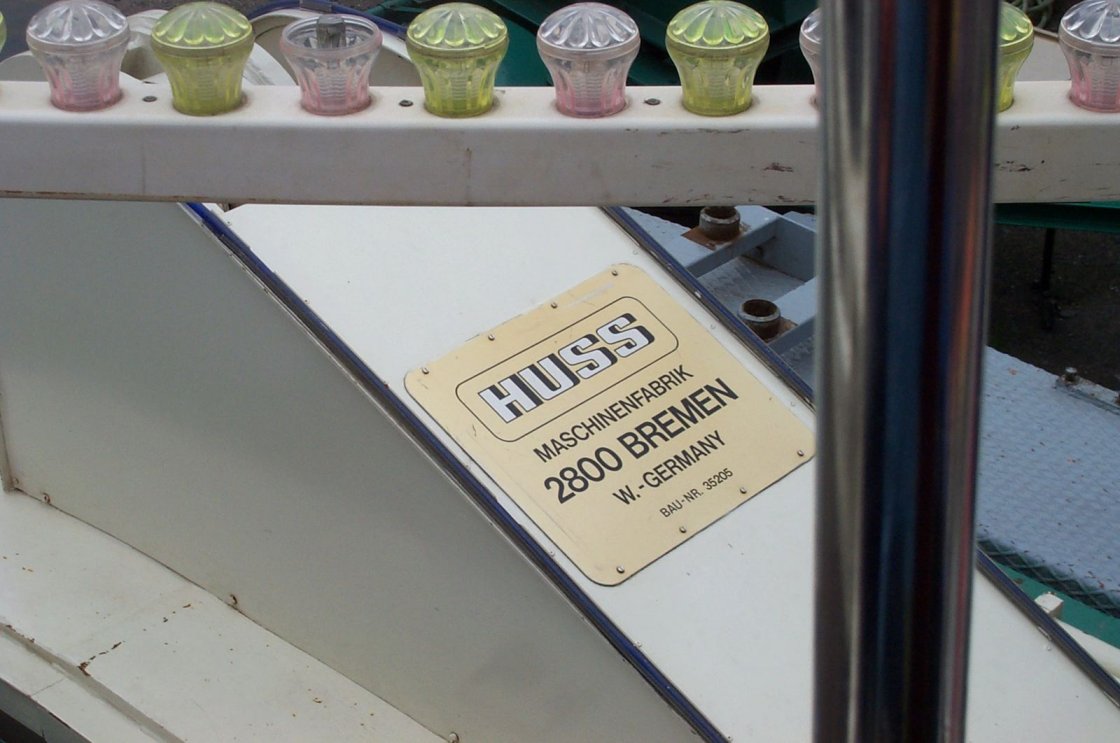 HUSS
MASCHINENFABRIK
2800 BREMEN
W.-GERMANY
BAU-NR. 35205